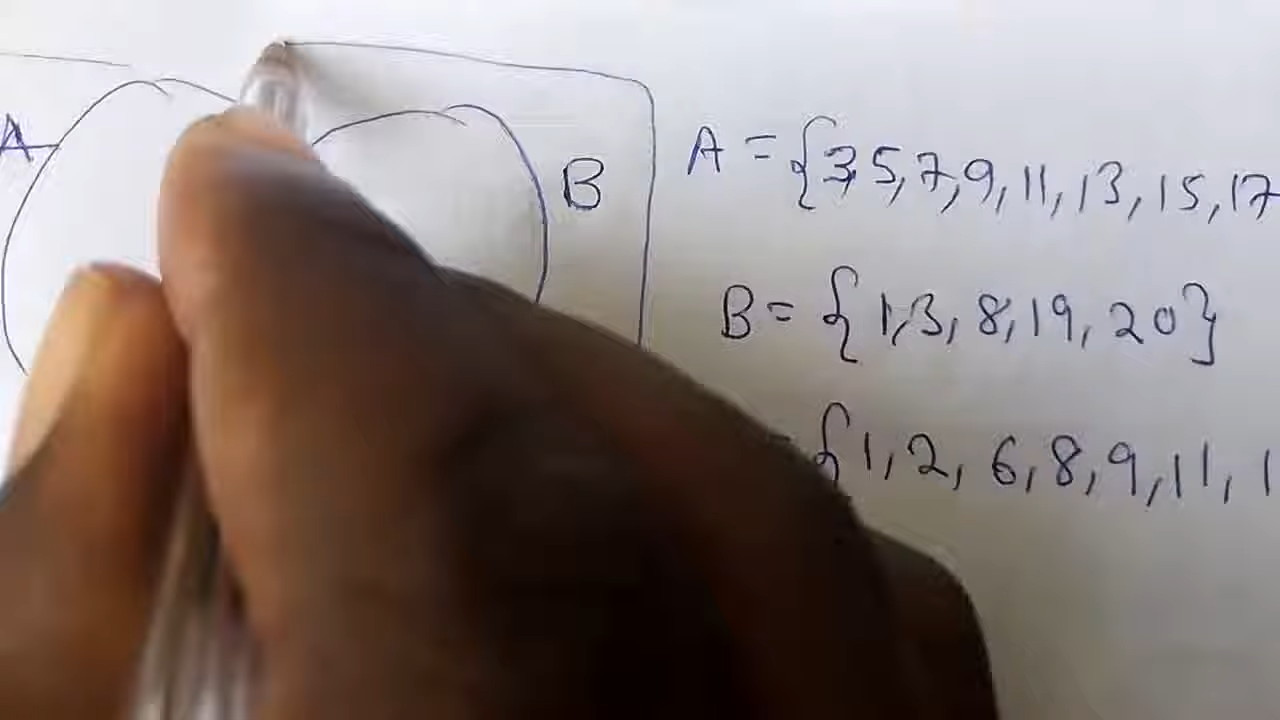 A
B
A = {3,5,7,9,11,13,15,17
B = {1,3,8,19,20}
= {1,2,6,8,9,11,1